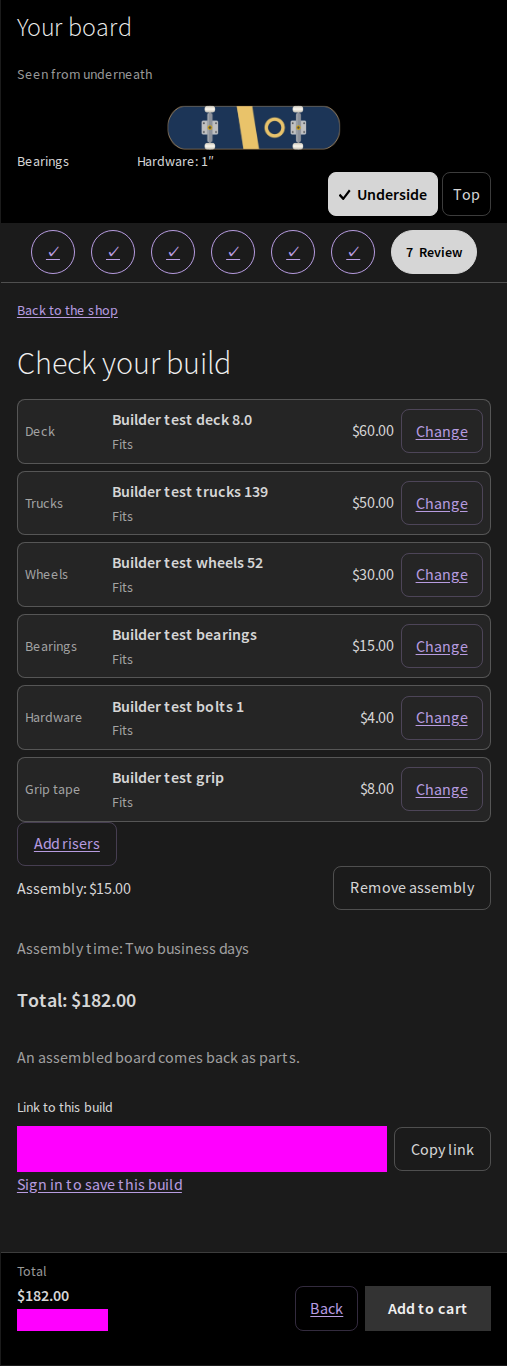 Your board
Seen from underneath
Bearings
Hardware: 1"
Underside
Top
7 Review
Back to the shop
Check your build
Deck
Builder test deck 8.0
Fits
$60.00
Change
Trucks
Builder test trucks 139
Fits
$50.00
Change
Wheels
Builder test wheels 52
Fits
$30.00
Change
Bearings
Builder test bearings
Fits
$15.00
Change
Hardware
Builder test bolts 1
Fits
$4.00
Change
Grip tape
Builder test grip
Fits
$8.00
Change
Add risers
Assembly: $15.00
Remove assembly
Assembly time: Two business days
Total: $182.00
An assembled board comes back as parts.
Link to this build
Copy link
Sign in to save this build
Total
$182.00
Back
Add to cart